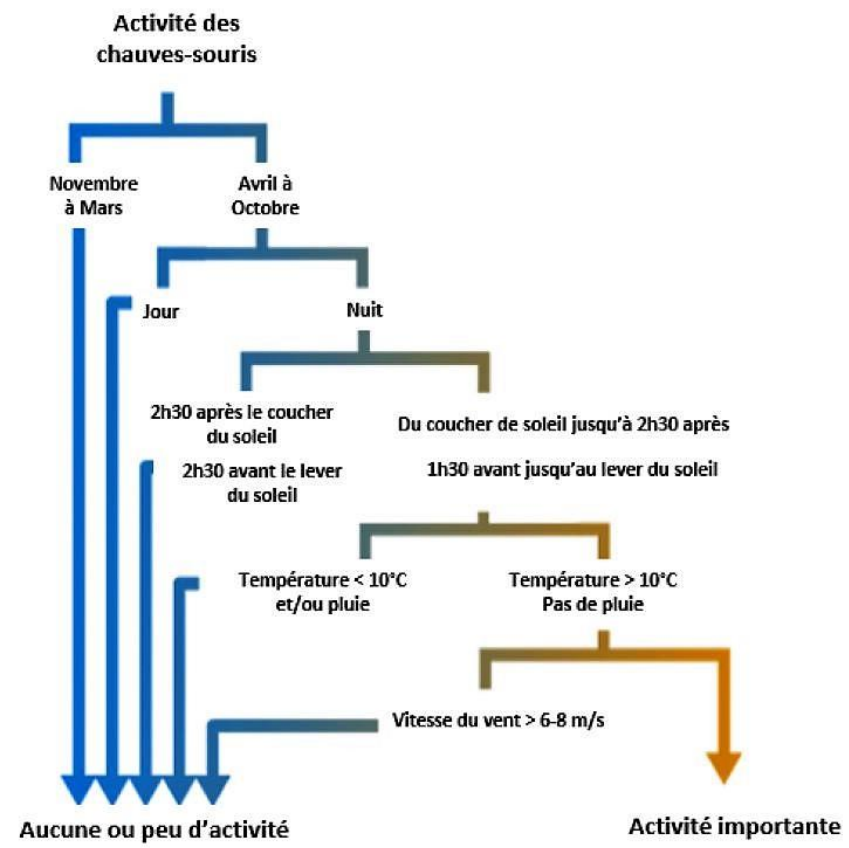 Activité des
chauves-souris
Novembre
à Mars
Avril à
Octobre
Jour
Nuit
2h30 après le coucher
du soleil
2h30 avant le lever
du soleil
Du coucher de soleil jusqu'à 2h30 après
1h30 avant jusqu'au lever du soleil
Température < 10°C
et/ou pluie
Température > 10°C
Pas de pluie
Vitesse du vent > 6-8 m/s
Aucune ou peu d'activité
Activité importante